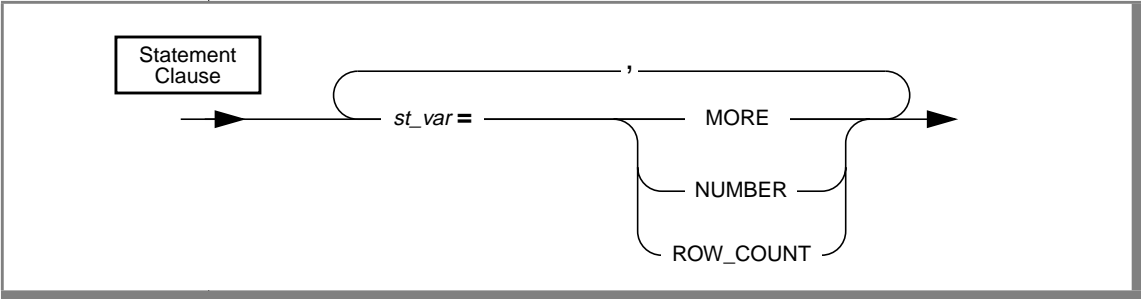 Statement
Clause
,
st_var = MORE
NUMBER
ROW_COUNT